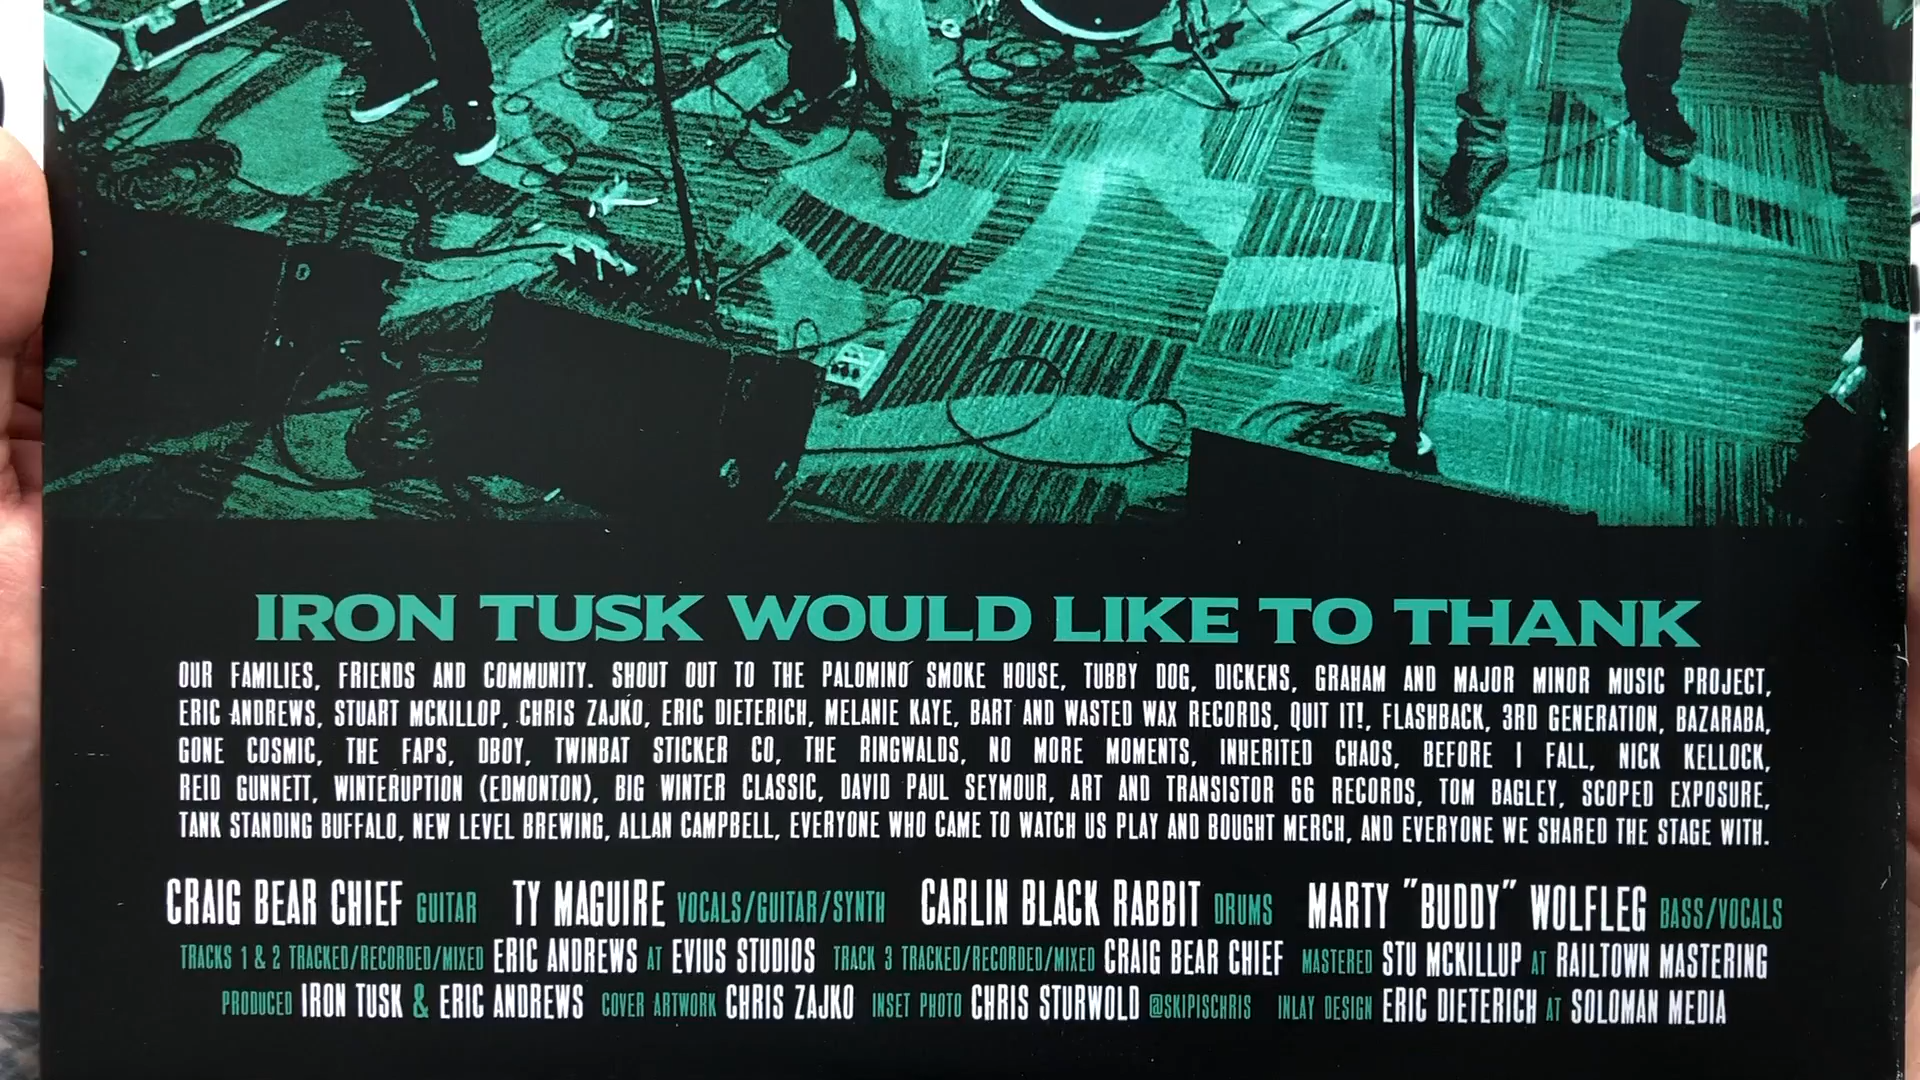 IRON TUSK WOULD LIKE TO THANK
OUR FAMILIES, FRIENDS AND COMMUNITY. SHOUT OUT TO THE PALOMINO SMOKE HOUSE, TUBBY DOG, DICKENS, GRAHAM AND MAJOR MINOR MUSIC PROJECT,
ERIC ANDREWS, STUART MCKILLOP, CHRIS ZAJKO, ERIC DIETERICH, MELANIE KAYE, BART AND WASTED WAX RECORDS, QUIT IT!, FLASHBACK, 3RD GENERATION, BAZARABA,
GONE COSMIC, THE FAPS, DBOY, TWINBAT STICKER CO, THE RINGWALDS, NO MORE MOMENTS, INHERITED CHAOS, BEFORE I FALL, NICK KELLOCK,
REID GUNNETT, WINTERUPTION (EDMONTON), BIG WINTER CLASSIC, DAVID PAUL SEYMOUR, ART AND TRANSISTOR 66 RECORDS, TOM BAGLEY, SCOPED EXPOSURE,
TANK STANDING BUFFALO, NEW LEVEL BREWING, ALLAN CAMPBELL, EVERYONE WHO CAME TO WATCH US PLAY AND BOUGHT MERCH, AND EVERYONE WE SHARED THE STAGE WITH.
CRAIG BEAR CHIEF GUITAR TY MAGUIRE VOCALS/GUITAR/SYNTH CARLIN BLACK RABBIT DRUMS MARTY "BUDDY" WOLFLEG BASS/VOCALS
TRACKS 1 & 2 TRACKED/RECORDED/MIXED ERIC ANDREWS AT EVIUS STUDIOS TRACK 3 TRACKED/RECORDED/MIXED CRAIG BEAR CHIEF MASTERED STU MCKILLUP AT RAILTOWN MASTERING
PRODUCED IRON TUSK & ERIC ANDREWS COVER ARTWORK CHRIS ZAJKO INSET PHOTO CHRIS STURWOLD @SKIPISCHRIS INLAY DESIGN ERIC DIETERICH AT SOLOMAN MEDIA